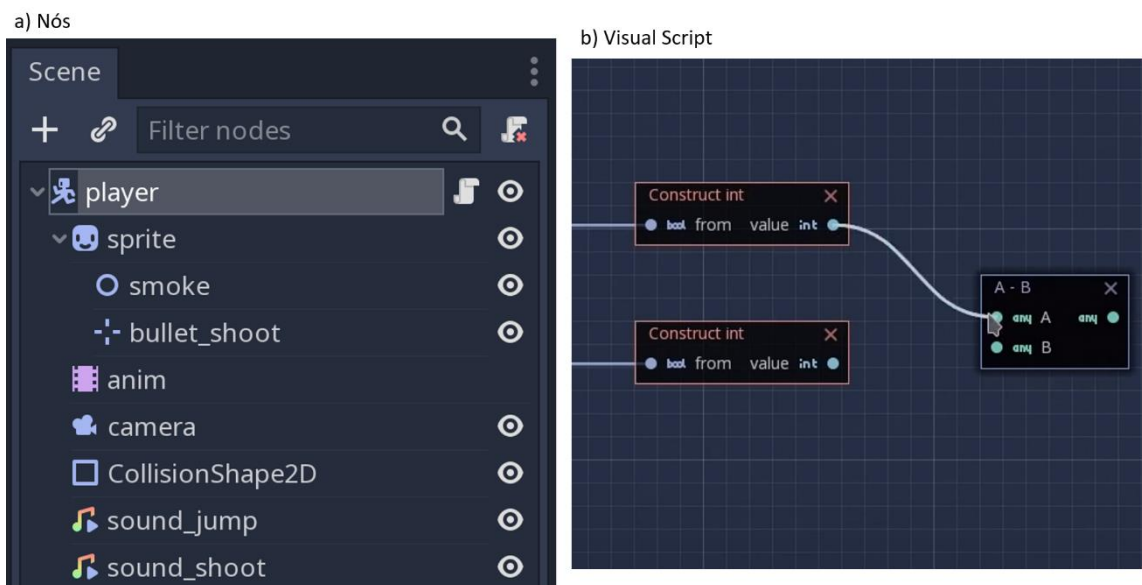 a) Nós
Scene
Filter nodes
player
sprite
smoke
bullet_shoot
anim
camera
CollisionShape2D
sound_jump
sound_shoot
b) Visual Script
Construct int
bool from value int
Construct int
bool from value int
A - B
any A any
any B